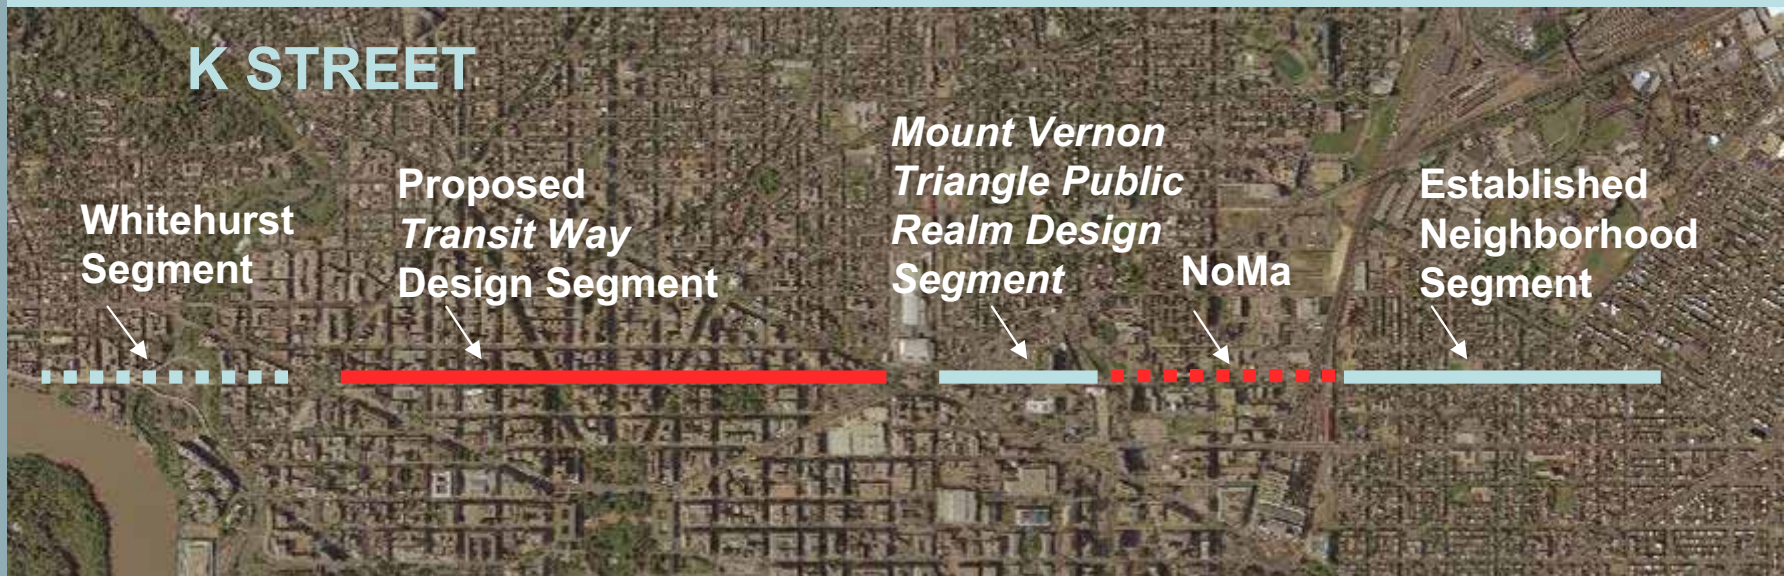 K STREET
Whitehurst
Segment
Proposed
Transit Way
Design Segment
Mount Vernon
Triangle Public
Realm Design
Segment
NoMa
Established
Neighborhood
Segment